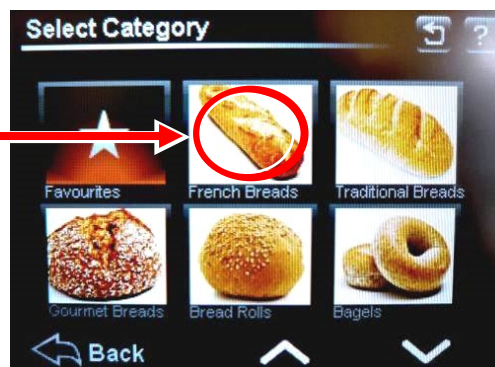 Select Category
?
Favourites
French Breads
Traditional Breads
Gourmet Breads
Bread Rolls
Bagels
Back